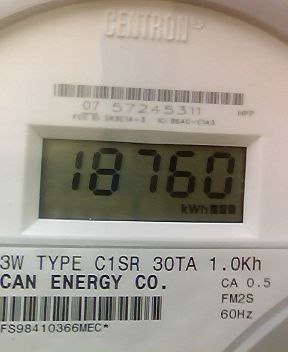 CENTRON®
07 57245311 NPP
18760
kWh
3W TYPE C1SR 30TA 1.0Kh
CAN ENERGY CO.
CA 0.5
FM2S
60Hz
FS98410366MEC*